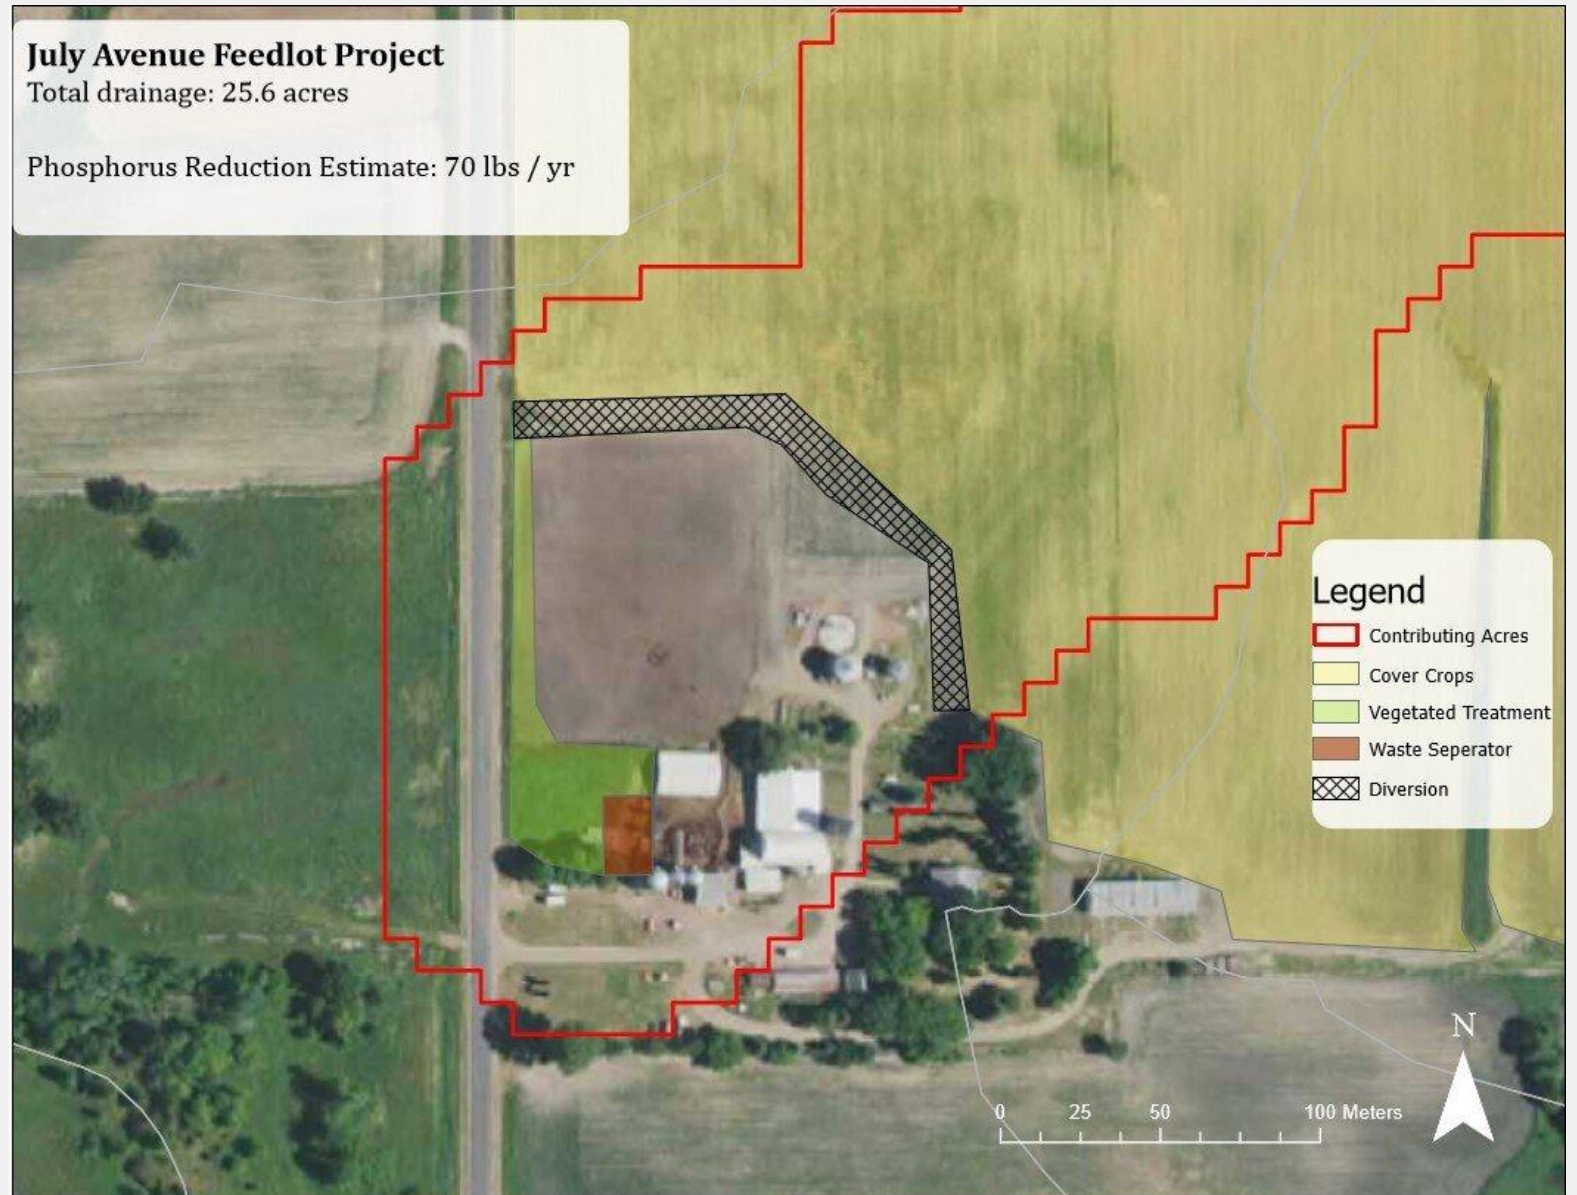 July Avenue Feedlot Project
Total drainage: 25.6 acres
Phosphorus Reduction Estimate: 70 lbs / yr
Legend
Contributing Acres
Cover Crops
Vegetated Treatment
Waste Seperator
Diversion
N
0 25 50 100 Meters